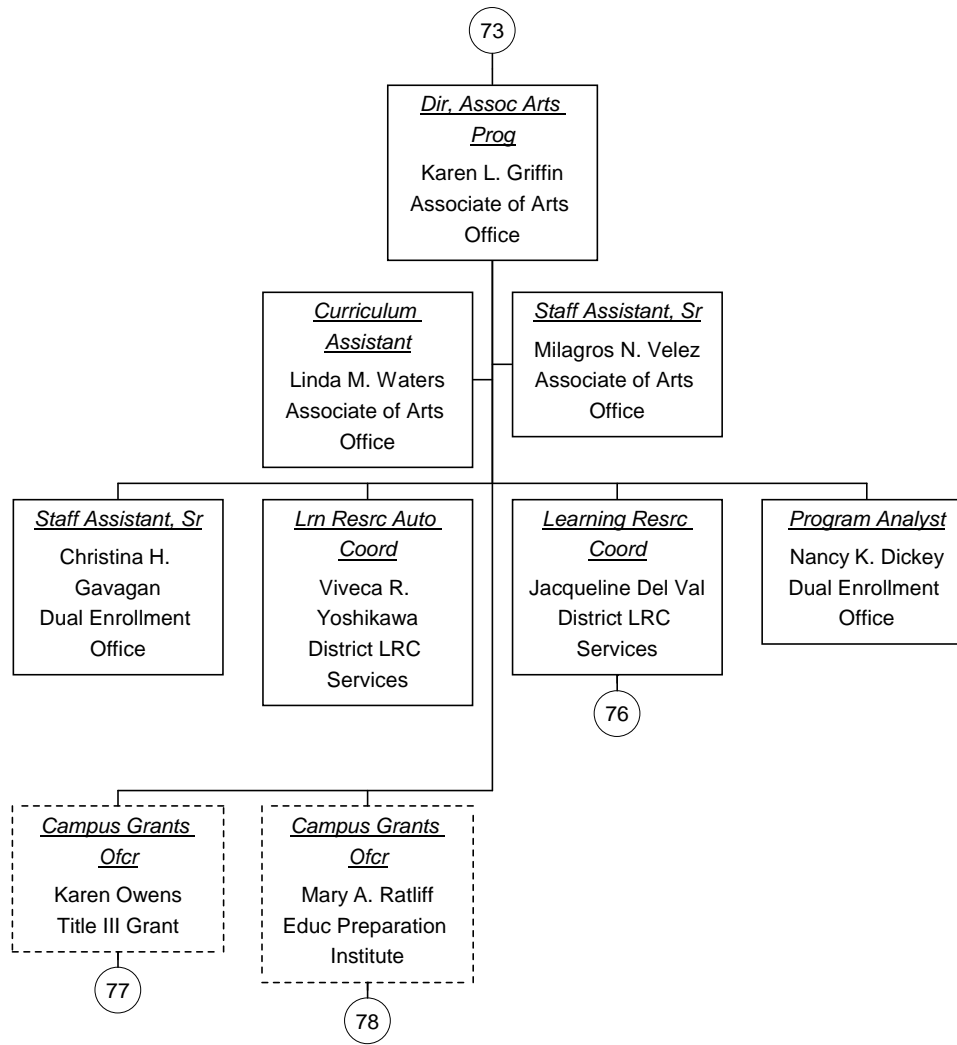 73
Dir, Assoc Arts
Prog
Karen L. Griffin
Associate of Arts
Office
Curriculum
Assistant
Linda M. Waters
Associate of Arts
Office
Staff Assistant, Sr
Milagros N. Velez
Associate of Arts
Office
Staff Assistant, Sr
Christina H.
Gavagan
Dual Enrollment
Office
Lrn Resrc Auto
Coord
Viveca R.
Yoshikawa
District LRC
Services
Learning Resrc
Coord
Jacqueline Del Val
District LRC
Services
76
Program Analyst
Nancy K. Dickey
Dual Enrollment
Office
Campus Grants
Ofcr
Karen Owens
Title III Grant
77
Campus Grants
Ofcr
Mary A. Ratliff
Educ Preparation
Institute
78